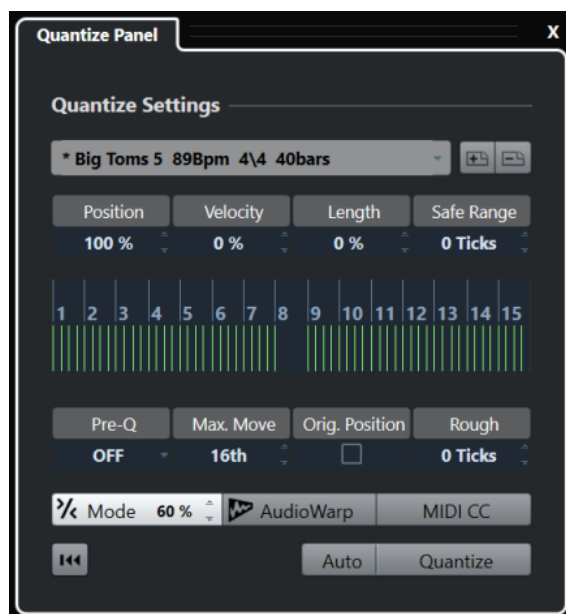 Quantize Panel X
Quantize Settings
* Big Toms 5 89Bpm 4\4 40bars
Position Velocity Length Safe Range
100 % 0 % 0 % 0 Ticks
1 2 3 4 5 6 7 8 9 10 11 12 13 14 15
Pre-Q Max. Move Orig. Position Rough
OFF 16th 0 Ticks
Mode 60 % AudioWarp MIDI CC
Auto Quantize